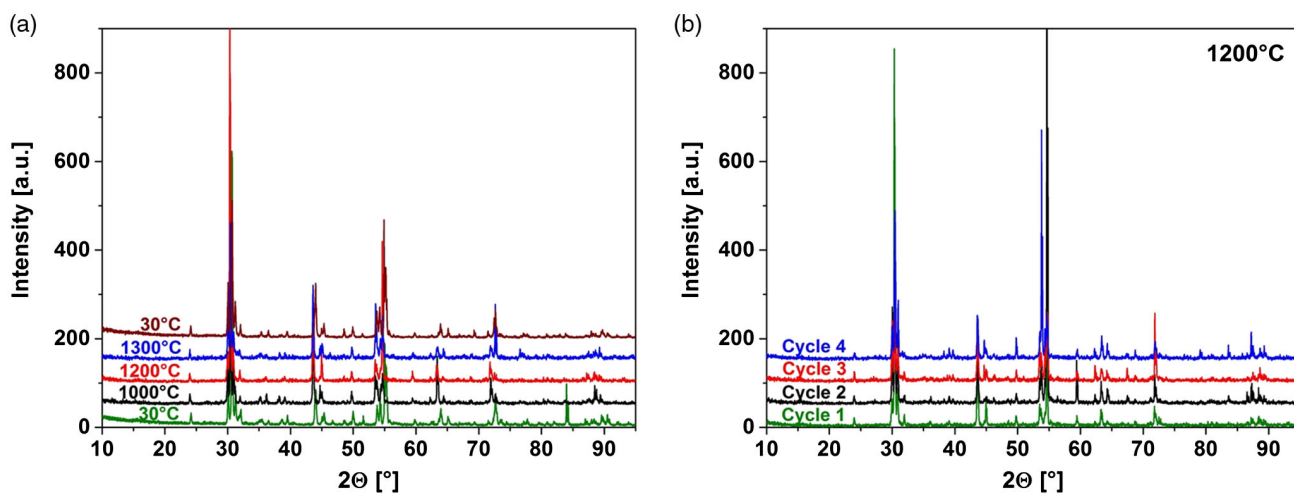 (a)
Intensity [a.u.]
800
600
400
200
0
30°C
1300°C
1200°C
1000°C
30°C
10 20 30 40 50 60 70 80 90
2Θ [°]
(b)
1200°C
Intensity [a.u.]
800
600
400
200
0
Cycle 4
Cycle 3
Cycle 2
Cycle 1
10 20 30 40 50 60 70 80 90
2Θ [°]